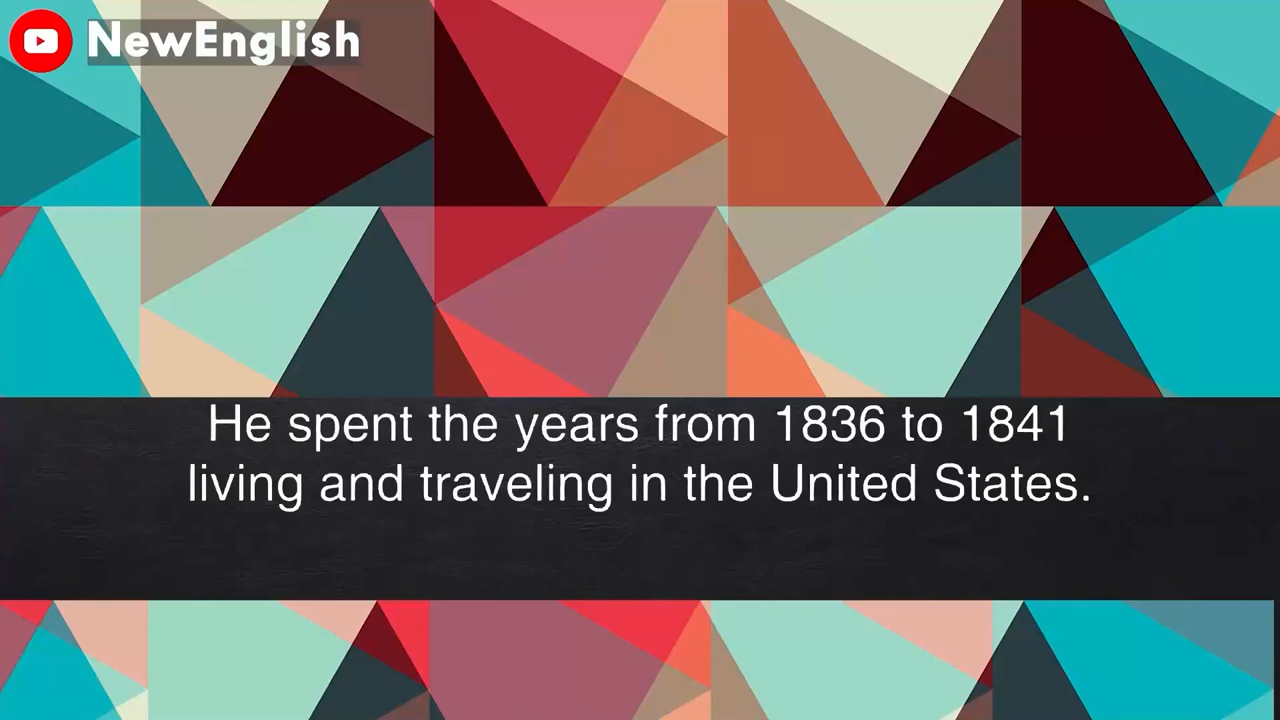 NewEnglish
He spent the years from 1836 to 1841
living and traveling in the United States.